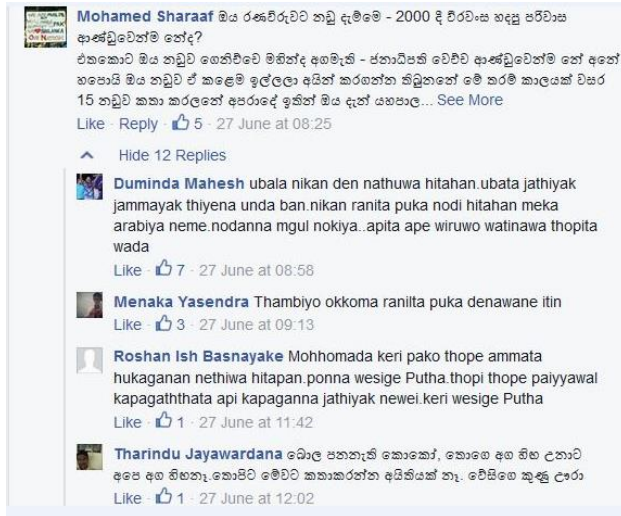 Mohamed Sharaaf ඔය රණවිරුවට නඩු දැම්මෙ - 2000 දි වීරවංස හදපු පරිවාස
ආණ්ඩුවෙන්ම නේද?
එතකොට ඔය නඩුව ගෙනිච්චෙ මහින්ද අගමැති - ජනාධිපති වෙච්ච ආණ්ඩුවෙන්ම නේ අනේ
හපොයි ඔය නඩුව ඒ කළෙම ඉල්ලලා අයින් කරගන්න තිබුනනේ මේ තරම් කාලයක් වසර
15 නඩුව කතා කරලනේ අපරාදේ ඉතින් ඔය දැන් යහපාල... See More
Like · Reply · 5 · 27 June at 08:25
Hide 12 Replies
Duminda Mahesh ubala nikan den nathuwa hitahan.ubata jathiyak
jammayak thiyena unda ban.nikan ranita puka nodi hitahan meka
arabiya neme.nodanna mgul nokiya..apita ape wiruwo watinawa thopita
wada
Like · 7 · 27 June at 08:58
Menaka Yasendra Thambiyo okkoma ranilta puka denawane itin
Like · 3 · 27 June at 09:13
Roshan Ish Basnayake Mohhomada keri pako thope ammata
hukaganan nethiwa hitapan.ponna wesige Putha.thopi thope paiyyawal
kapagaththata api kapaganna jathiyak newei.keri wesige Putha
Like · 1 · 27 June at 11:42
Tharindu Jayawardana බොල පනනැති කොකෝ, තොගෙ අග හිඟ උනාට
අපෙ අග හිඟනෑ.තොපිට මේවට කතාකරන්න අයිතියක් නෑ. වේසිගෙ කුණු ඌරා
Like · 1 · 27 June at 12:02